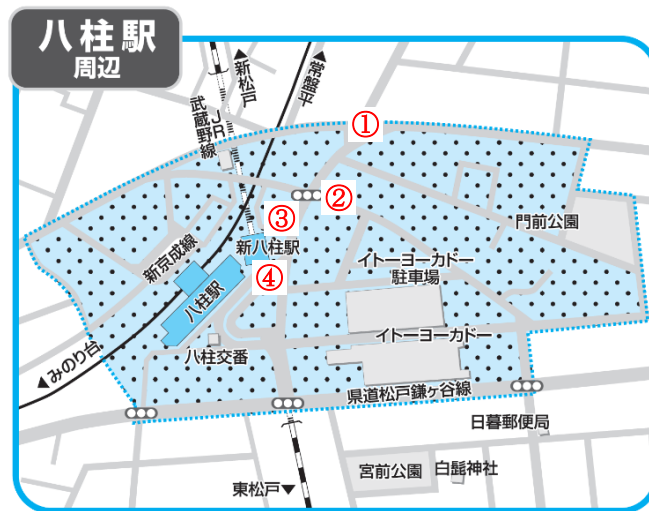 八柱駅
周辺
▲新松戸
▲常盤平
JR
武蔵野線
①
②
③
新八柱駅
④
門前公園
新京成線
イトーヨーカドー
駐車場
八柱駅
イトーヨーカドー
八柱交番
▲みのり台
県道松戸鎌ヶ谷線
日暮郵便局
宮前公園
白髭神社
東松戸▼